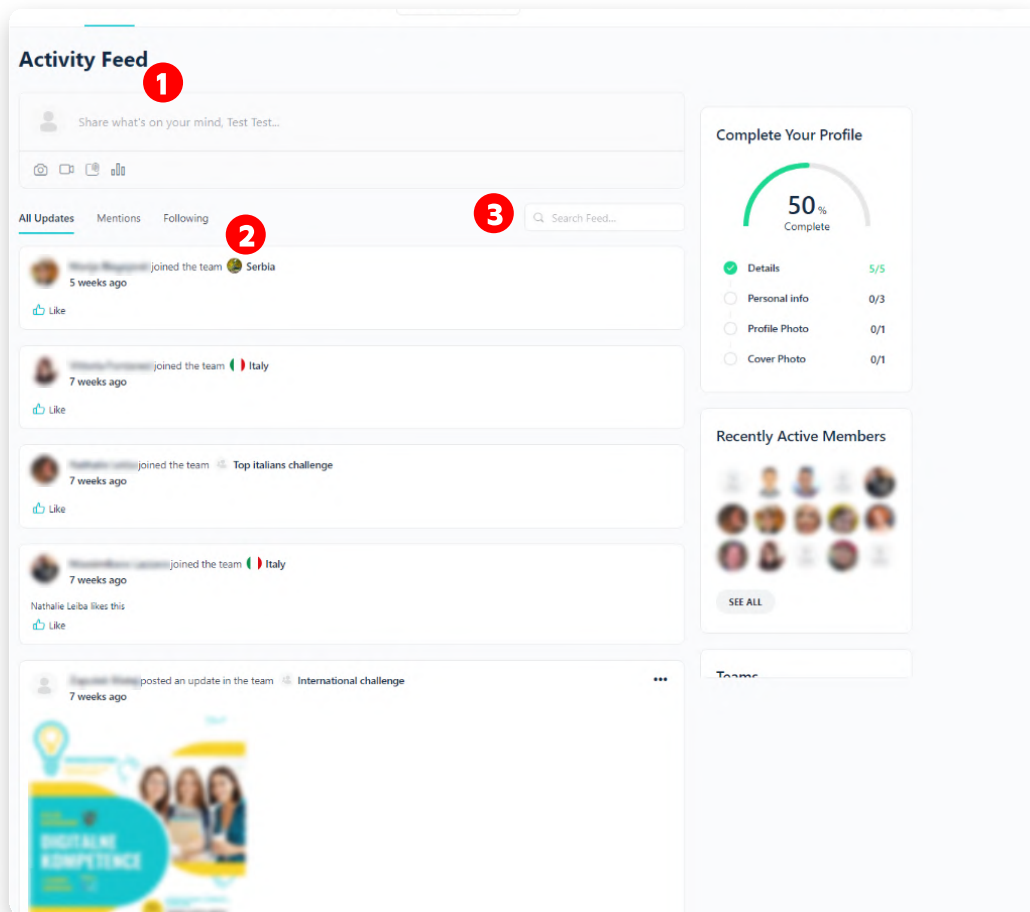 Activity Feed
1
Share what's on your mind, Test Test...
All Updates Mentions Following
2
3
Search Feed...
joined the team Serbia
5 weeks ago
Like
joined the team Italy
7 weeks ago
Like
joined the team Top italians challenge
7 weeks ago
Like
joined the team Italy
7 weeks ago
Nathalie Leiba likes this
Like
posted an update in the team International challenge
7 weeks ago
DIGITALNE
KOMPETENCE
Complete Your Profile
50 %
Complete
Details 5/5
Personal info 0/3
Profile Photo 0/1
Cover Photo 0/1
Recently Active Members
SEE ALL
Teams